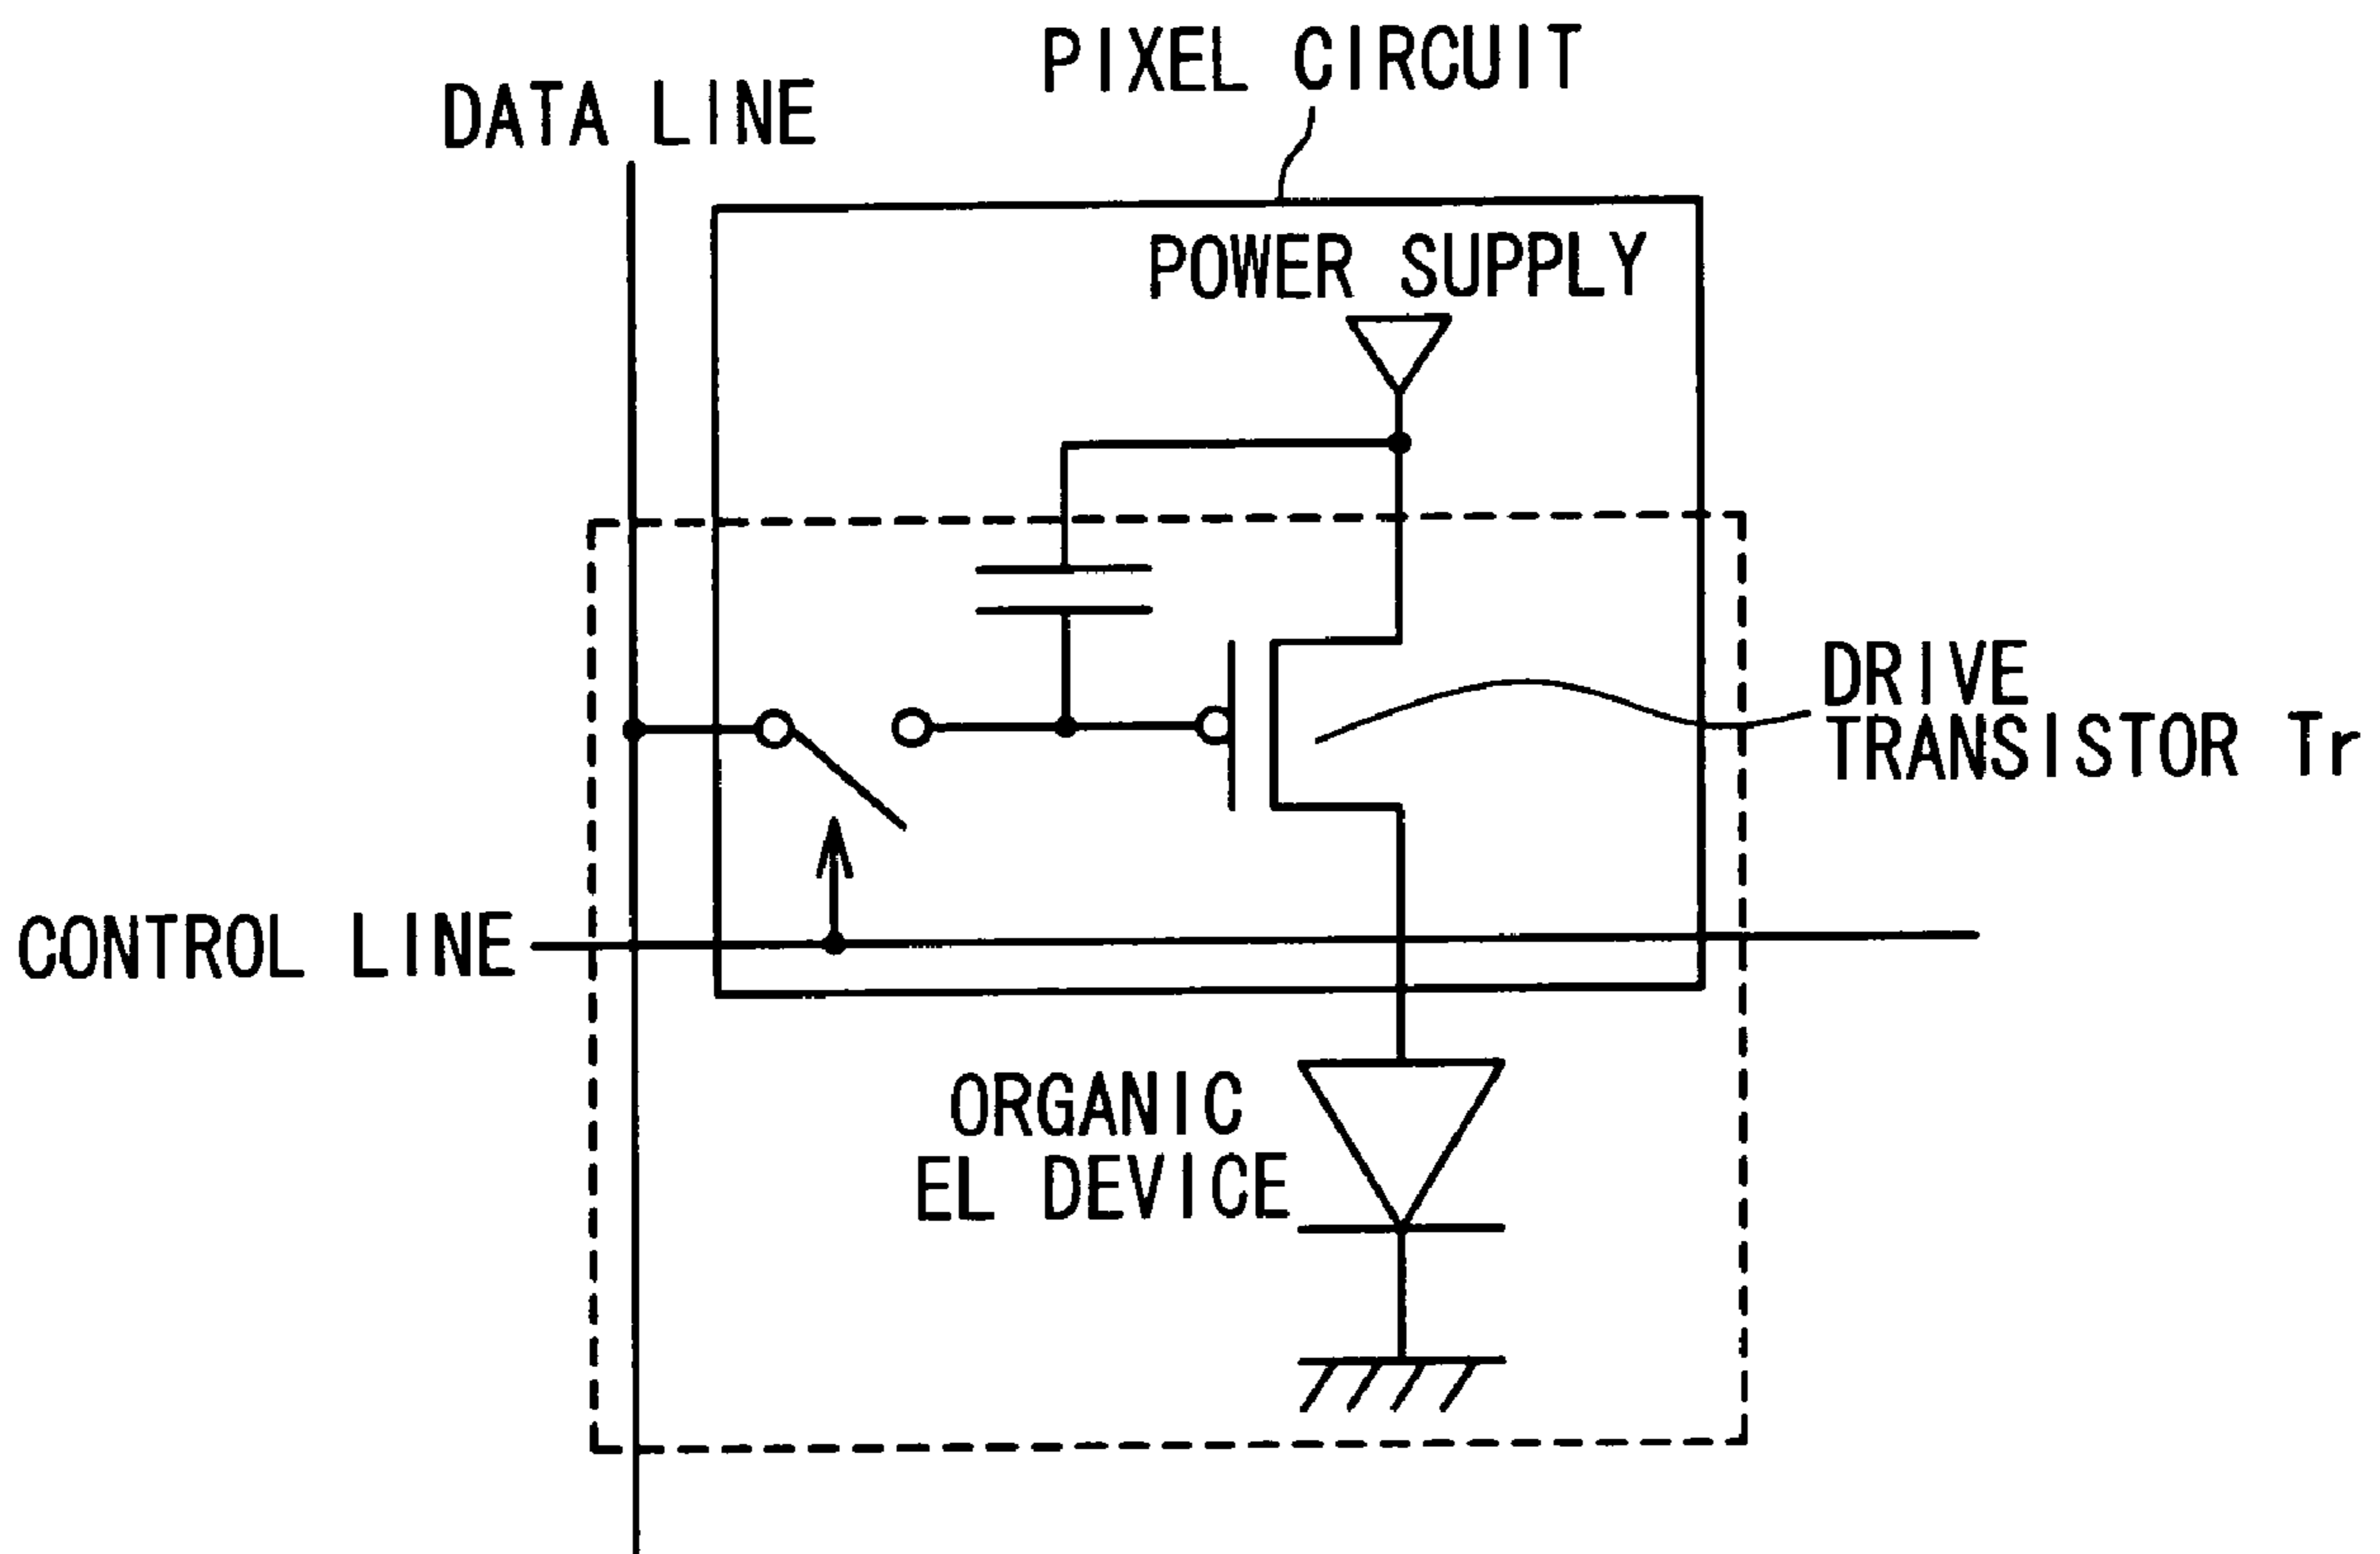 PIXEL CIRCUIT
DATA LINE
POWER SUPPLY
DRIVE
TRANSISTOR Tr
CONTROL LINE
ORGANIC
EL DEVICE